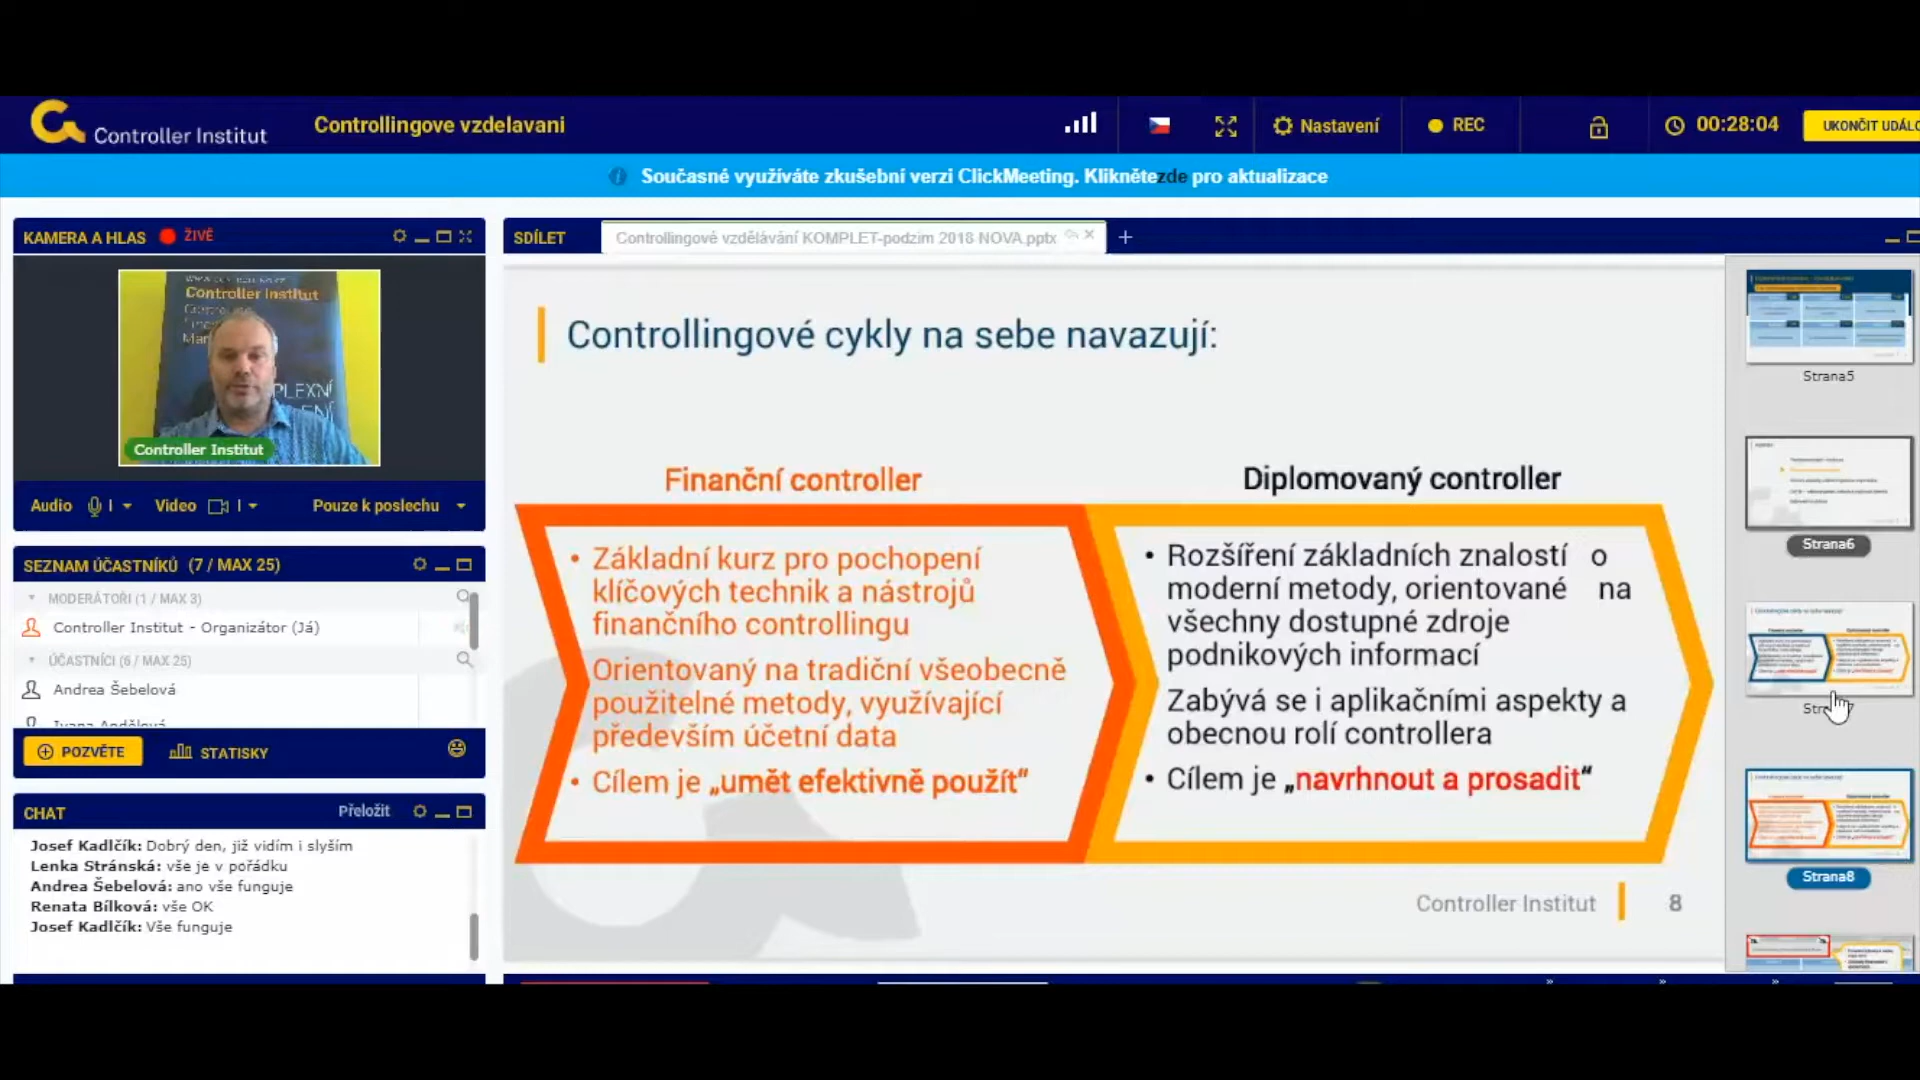 Controller Institut
Controllingove vzdelavani
Nastavení
REC
00:28:04
UKONČIT UDÁLO
Současné využíváte zkušební verzi ClickMeeting. Kliknětezde pro aktualizace
KAMERA A HLAS
ŽIVĚ
Controller Institut
Controller Institut
Audio
Video
Pouze k poslechu
SEZNAM ÚČASTNÍKŮ (7 / MAX 25)
MODERÁTOŘI (1 / MAX 3)
Controller Institut - Organizátor (Já)
ÚČASTNÍCI (6 / MAX 25)
Andrea Šebelová
Ivana Andělová
POZVĚTE
STATISKY
CHAT
Přeložit
Josef Kadlčík: Dobrý den, již vidím i slyším
Lenka Stránská: vše je v pořádku
Andrea Šebelová: ano vše funguje
Renata Bílková: vše OK
Josef Kadlčík: Vše funguje
SDÍLET
Controllingové vzdělávání KOMPLET-podzim 2018 NOVA.pptx
Controllingové cykly na sebe navazují:
Finanční controller
• Základní kurz pro pochopení
klíčových technik a nástrojů
finančního controllingu
Orientovaný na tradiční všeobecně
použitelné metody, využívající
především účetní data
• Cílem je „umět efektivně použít“
Diplomovaný controller
• Rozšíření základních znalostí o
moderní metody, orientované na
všechny dostupné zdroje
podnikových informací
Zabývá se i aplikačními aspekty a
obecnou rolí controllera
• Cílem je „navrhnout a prosadit“
Controller Institut
8
Strana5
Strana6
Strana8